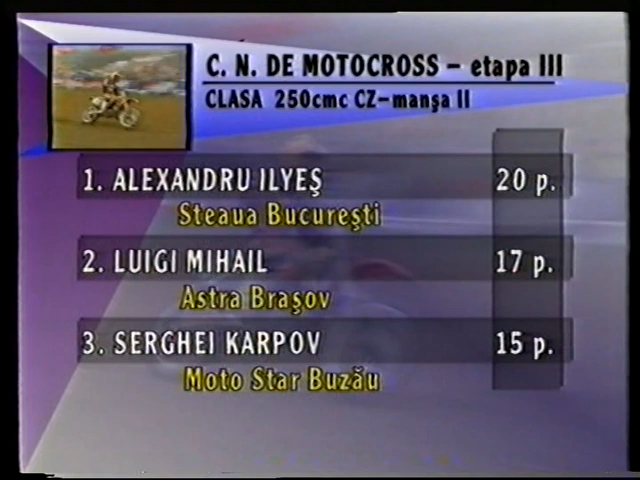 C. N. DE MOTOCROSS – etapa III
CLASA 250cmc CZ–manşa II
1. ALEXANDRU ILYEŞ 20 p.
Steaua Bucureşti
2. LUIGI MIHAIL 17 p.
Astra Braşov
3. SERGHEI KARPOV 15 p.
Moto Star Buzău